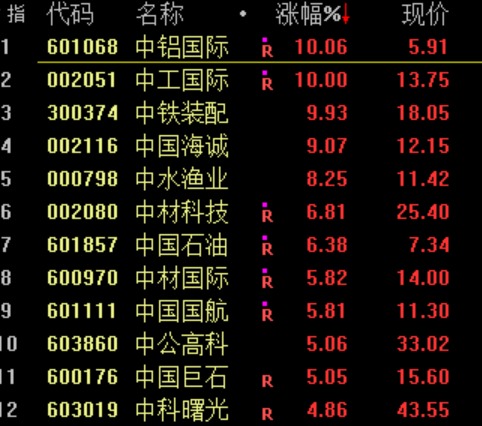 指 代码 名称 • 涨幅%↓ 现价
1 601068 中铝国际 R 10.06 5.91
2 002051 中工国际 R 10.00 13.75
3 300374 中铁装配 9.93 18.05
4 002116 中国海诚 9.07 12.15
5 000798 中水渔业 8.25 11.42
6 002080 中材科技 R 6.81 25.40
7 601857 中国石油 R 6.38 7.34
8 600970 中材国际 R 5.82 14.00
9 601111 中国国航 R 5.81 11.30
10 603860 中公高科 5.06 33.02
11 600176 中国巨石 R 5.05 15.60
12 603019 中科曙光 R 4.86 43.55